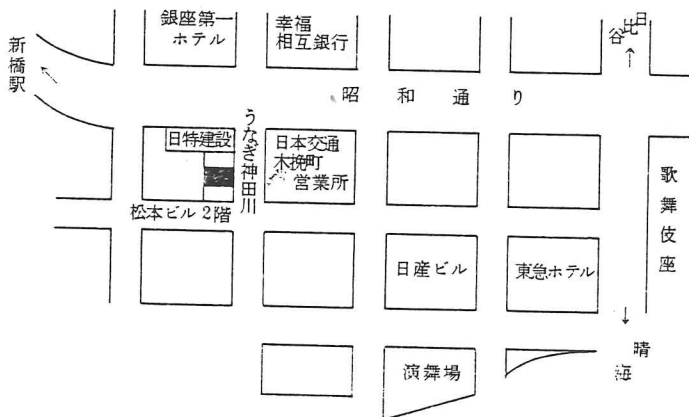 銀座第一
ホテル
幸福
相互銀行
日比谷
新橋駅
昭和通り
日特建設
うなぎ神田川
日本交通
木挽町
営業所
松本ビル2階
歌舞伎座
日産ビル
東急ホテル
演舞場
晴海